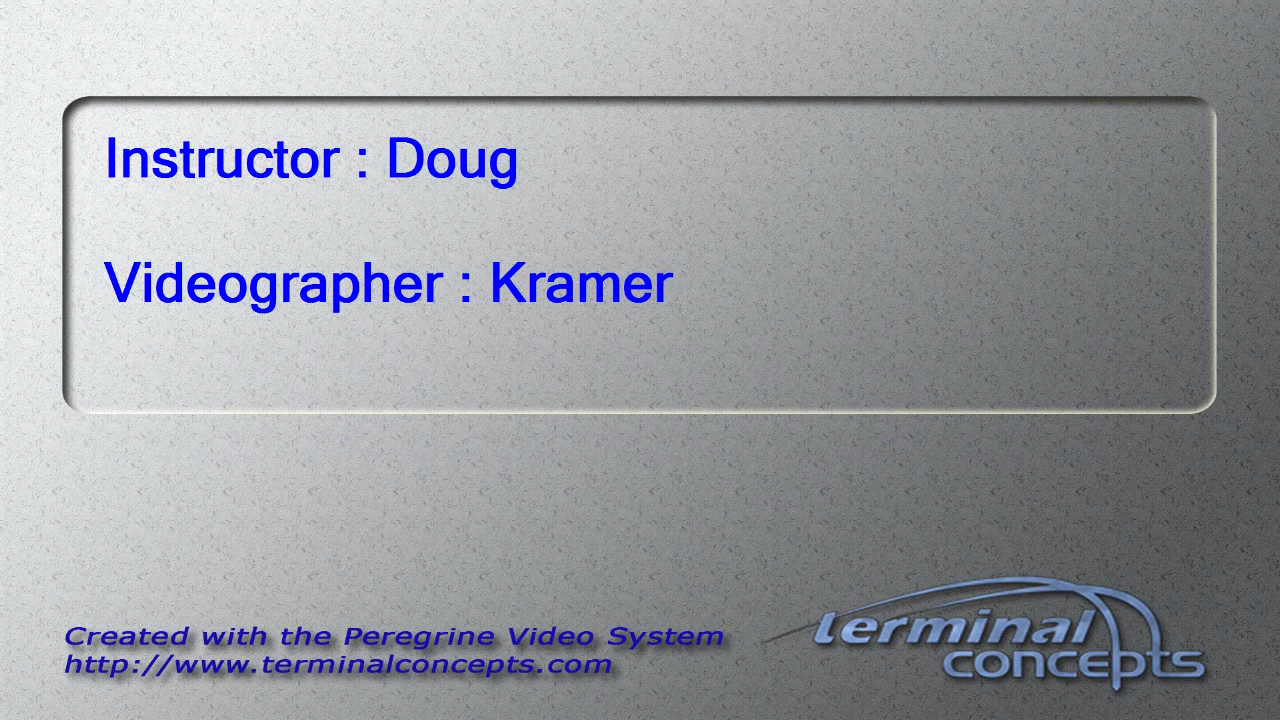 Instructor : Doug
Videographer : Kramer
Created with the Peregrine Video System
http://www.terminalconcepts.com
terminal
concepts